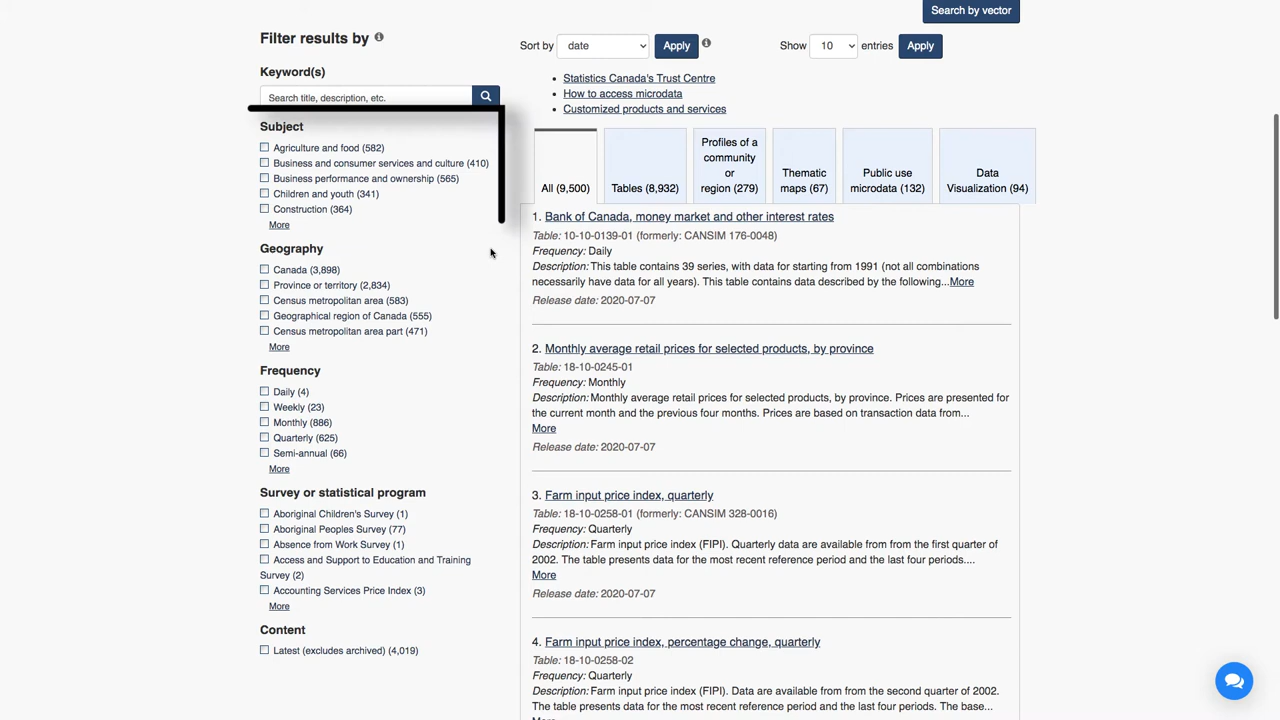 Search by vector
Filter results by
Sort by date Apply Show 10 entries Apply
Keyword(s)
Search title, description, etc.
Subject
Agriculture and food (582)
Business and consumer services and culture (410)
Business performance and ownership (565)
Children and youth (341)
Construction (364)
More
Geography
Canada (3,898)
Province or territory (2,834)
Census metropolitan area (583)
Geographical region of Canada (555)
Census metropolitan area part (471)
More
Frequency
Daily (4)
Weekly (23)
Monthly (886)
Quarterly (625)
Semi-annual (66)
More
Survey or statistical program
Aboriginal Children's Survey (1)
Aboriginal Peoples Survey (77)
Absence from Work Survey (1)
Access and Support to Education and Training
Survey (2)
Accounting Services Price Index (3)
More
Content
Latest (excludes archived) (4,019)
Statistics Canada's Trust Centre
How to access microdata
Customized products and services
All (9,500)
Tables (8,932)
Profiles of a
community
or
region (279)
Thematic
maps (67)
Public use
microdata (132)
Data
Visualization (94)
1. Bank of Canada, money market and other interest rates
Table: 10-10-0139-01 (formerly: CANSIM 176-0048)
Frequency: Daily
Description: This table contains 39 series, with data for starting from 1991 (not all combinations
necessarily have data for all years). This table contains data described by the following...More
Release date: 2020-07-07
2. Monthly average retail prices for selected products, by province
Table: 18-10-0245-01
Frequency: Monthly
Description: Monthly average retail prices for selected products, by province. Prices are presented for
the current month and the previous four months. Prices are based on transaction data from...
More
Release date: 2020-07-07
3. Farm input price index, quarterly
Table: 18-10-0258-01 (formerly: CANSIM 328-0016)
Frequency: Quarterly
Description: Farm input price index (FIPI). Quarterly data are available from from the first quarter of
2002. The table presents data for the most recent reference period and the last four periods....
More
Release date: 2020-07-07
4. Farm input price index, percentage change, quarterly
Table: 18-10-0258-02
Frequency: Quarterly
Description: Farm input price index (FIPI). Data are available from from the second quarter of
2002. The table presents data for the most recent reference period and the last four periods. The base...
More